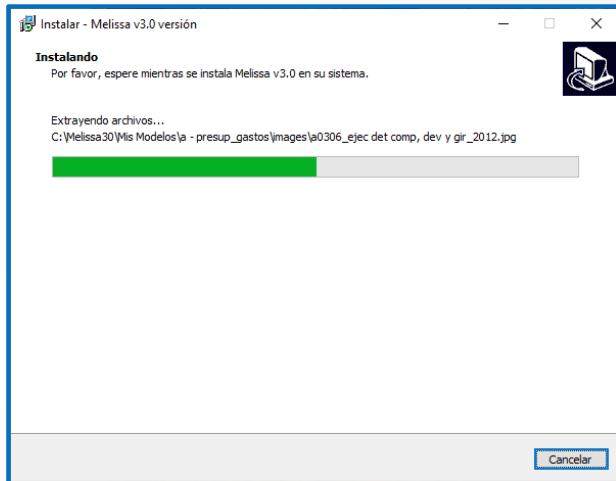 Instalar - Melissa v3.0 versión
Instalando
Por favor, espere mientras se instala Melissa v3.0 en su sistema.
Extrayendo archivos...
C:\Melissa30\Mis Modelos\a - presup_gastos\images\a0306_ejec det comp, dev y gir_2012.jpg
Cancelar